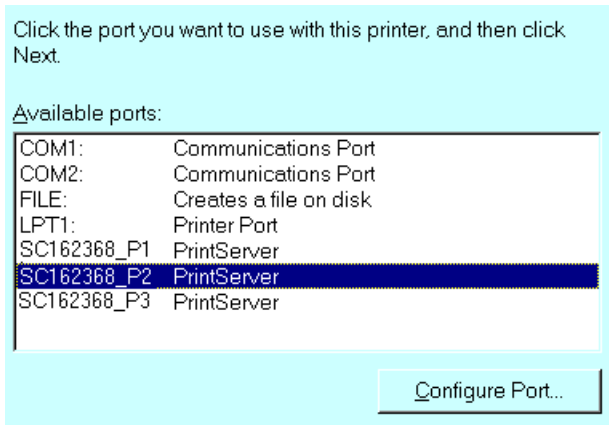 Click the port you want to use with this printer, and then click
Next.
Available ports:
COM1: Communications Port
COM2: Communications Port
FILE: Creates a file on disk
LPT1: Printer Port
SC162368_P1 PrintServer
SC162368_P2 PrintServer
SC162368_P3 PrintServer
Configure Port...